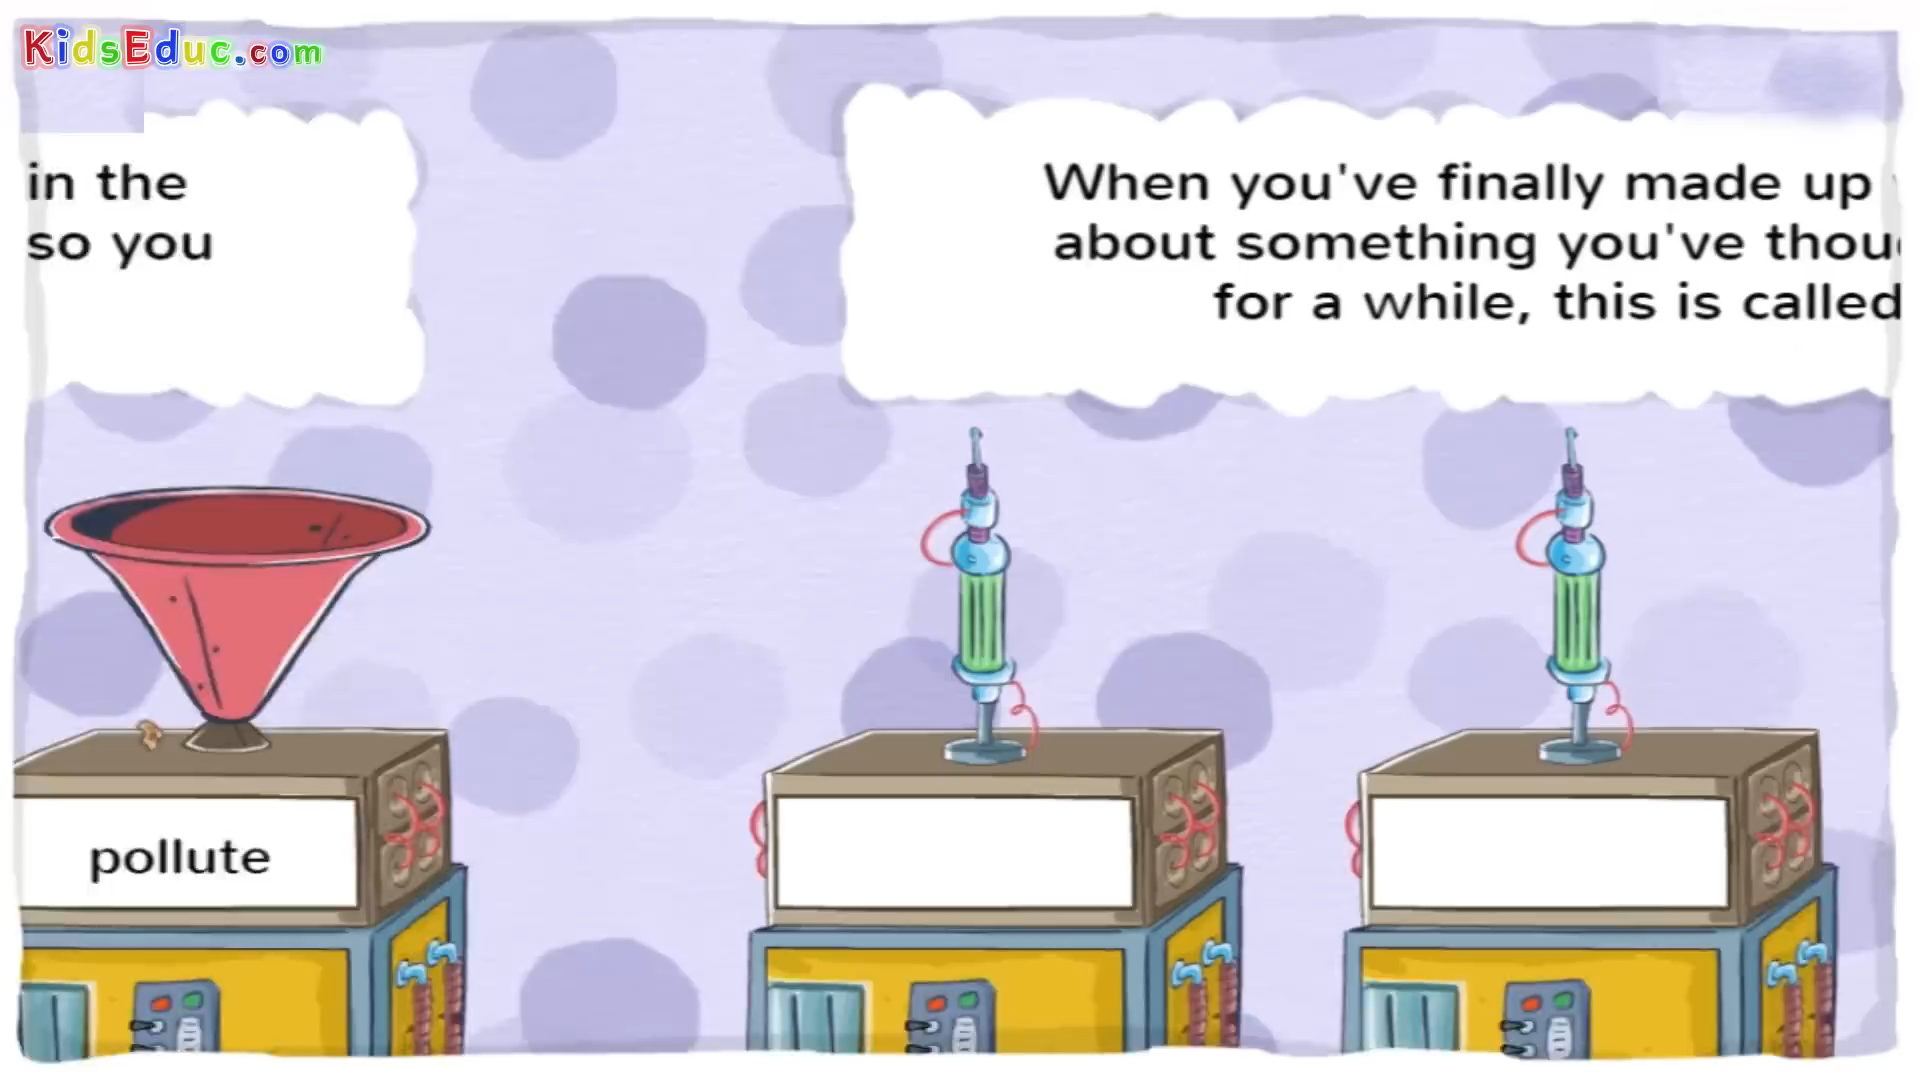 KidsEduc.com
in the
so you
When you've finally made up
about something you've
for a while, this is called
pollute